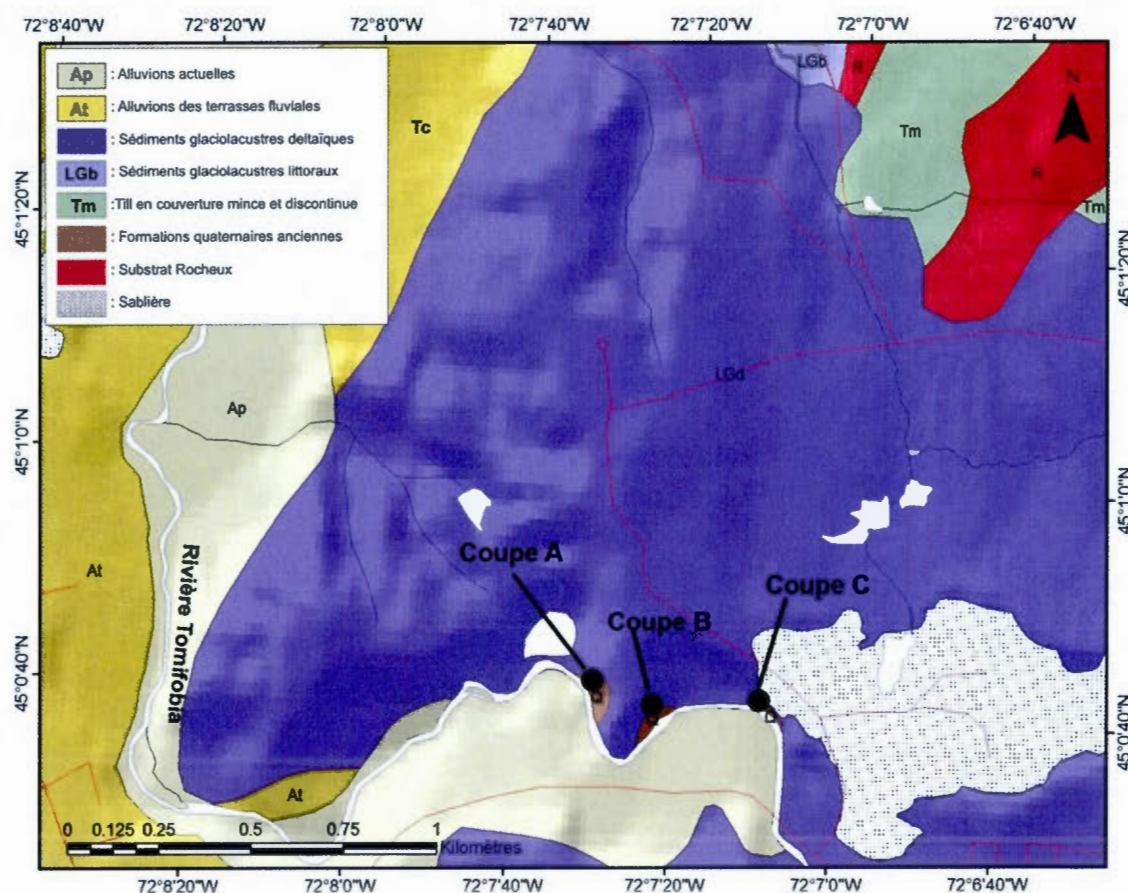 72°8'40"W 72°8'20"W 72°8'0"W 72°7'40"W 72°7'20"W 72°7'0"W 72°6'40"W
Ap : Alluvions actuelles
At : Alluvions des terrasses fluviales
: Sédiments glaciolacustres deltaïques
LGb : Sédiments glaciolacustres littoraux
Tm :Till en couverture mince et discontinue
: Formations quaternaires anciennes
: Substrat Rocheux
: Sablière
Tc
LGb
R
Tm
N
R
Tm
45°1'20"N
45°1'20"N
LGd
Ap
45°1'0"N
45°1'0"N
Coupe A
At
Coupe B
Coupe C
Rivière Tomifobia
45°0'40"N
45°0'40"N
At
0 0.125 0.25 0.5 0.75 1
Kilomètres
72°8'20"W 72°8'0"W 72°7'40"W 72°7'20"W 72°7'0"W 72°6'40"W